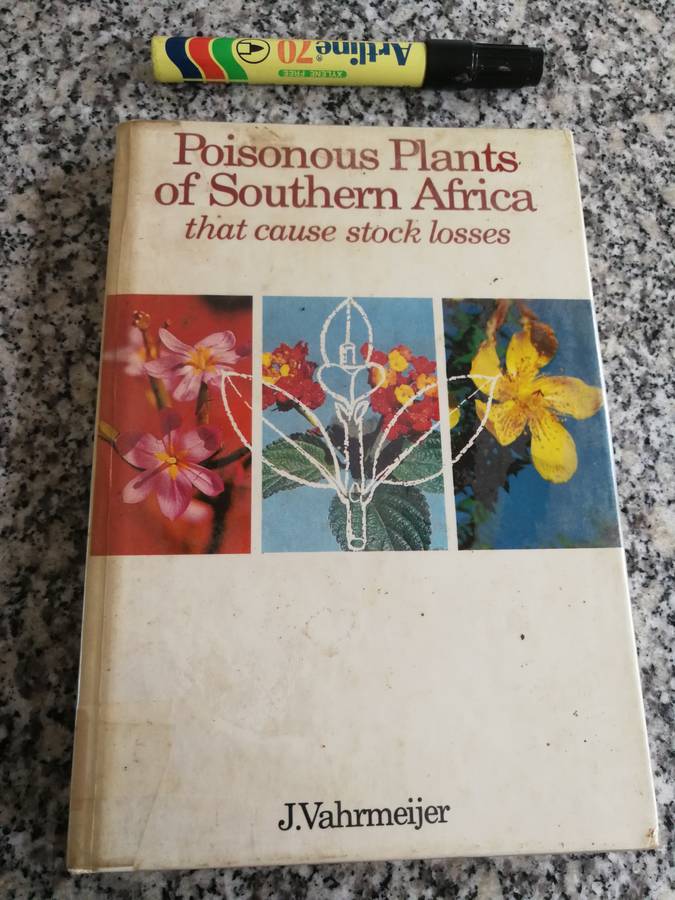 Artline 70
XYLENE FREE
Poisonous Plants
of Southern Africa
that cause stock losses
J.Vahrmeijer